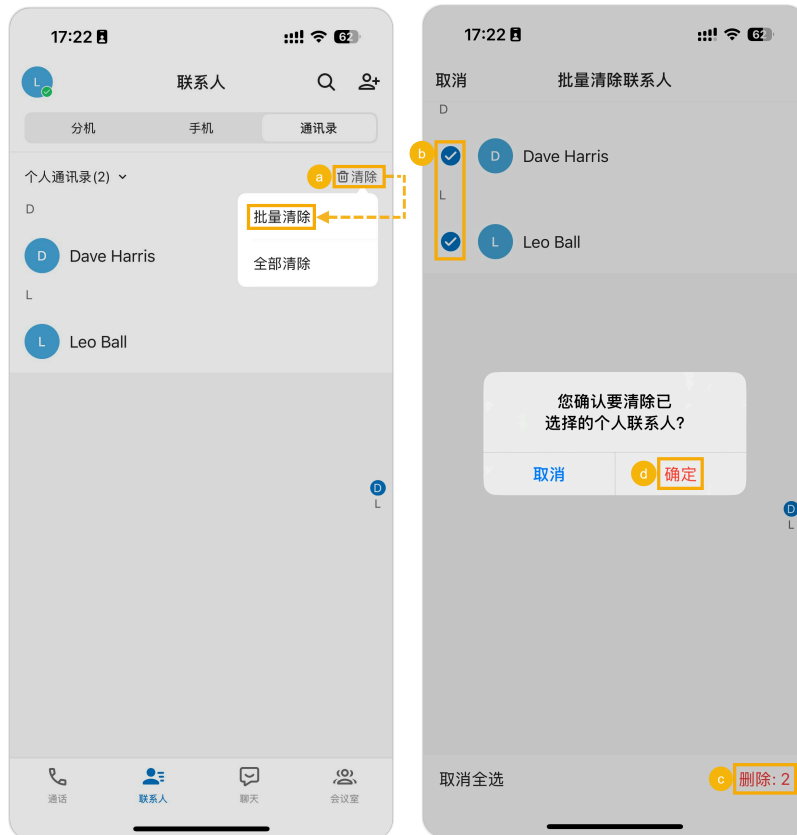 17:22
62
L
联系人
分机
手机
通讯录
个人通讯录(2)
a
清除
批量清除
全部清除
D
D
Dave Harris
L
L
Leo Ball
D
L
通话
联系人
聊天
会议室
17:22
62
取消
批量清除联系人
D
b
D
Dave Harris
L
L
Leo Ball
您确认要清除已
选择的个人联系人?
取消
d
确定
D
L
取消全选
c
删除: 2